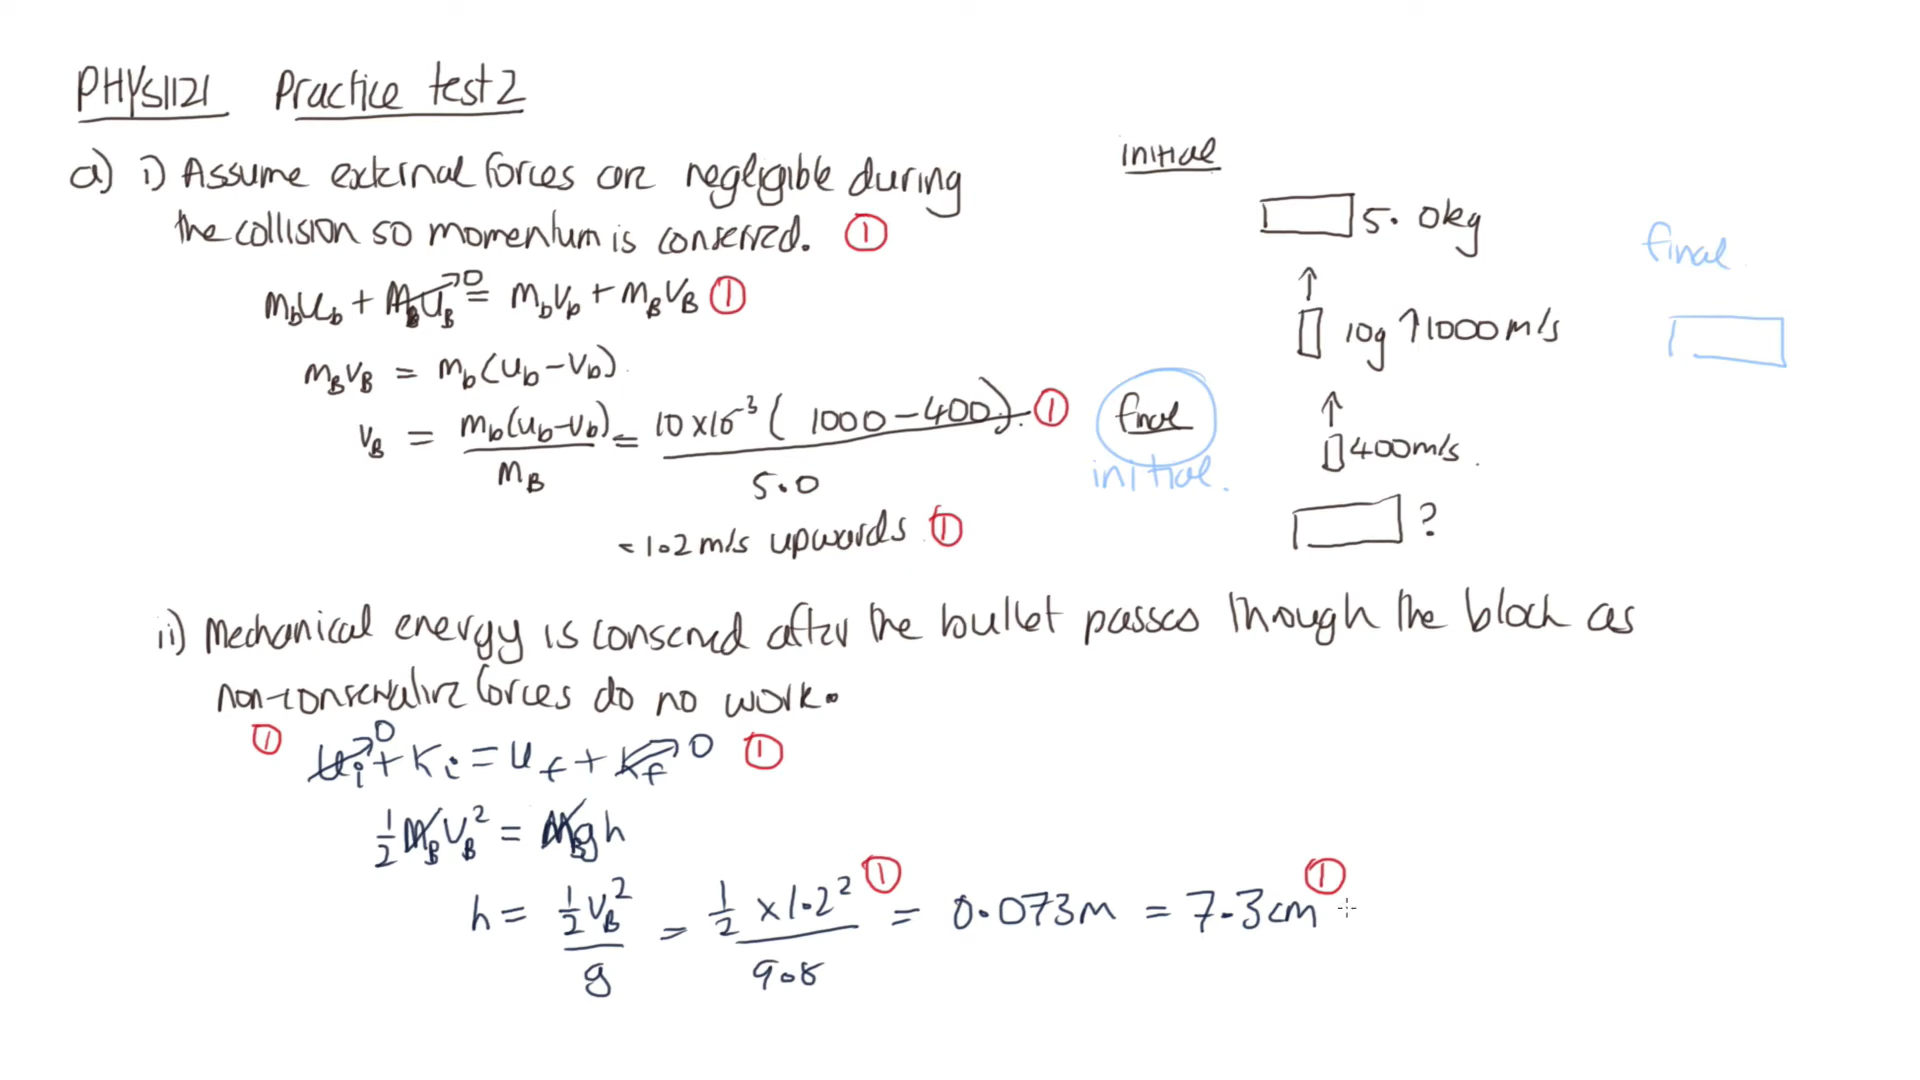 PHYS1121 Practice test 2
a) i) Assume external forces are negligible during
the collision so momentum is conserved. ①
m_b u_b + m_B u_B → 0 = m_b v_b + m_B v_B ①
m_B v_B = m_b (u_b - v_b)
v_B = m_b (u_b - v_b) / m_B = 10 × 10^-3 (1000 - 400) / 5.0 ①
= 1.2 m/s upwards ①
initial
5.0kg
10g ↑ 1000 m/s
final
initial.
400m/s.
?
final
ii) Mechanical energy is conserved after the bullet passes through the block as
non-conservative forces do no work.
① U_i → 0 + K_i = U_f + K_f → 0 ①
1/2 m_B v_B^2 = m_B g h
h = 1/2 v_B^2 / g = 1/2 × 1.2^2 / 9.8 ① = 0.073m = 7.3cm ①